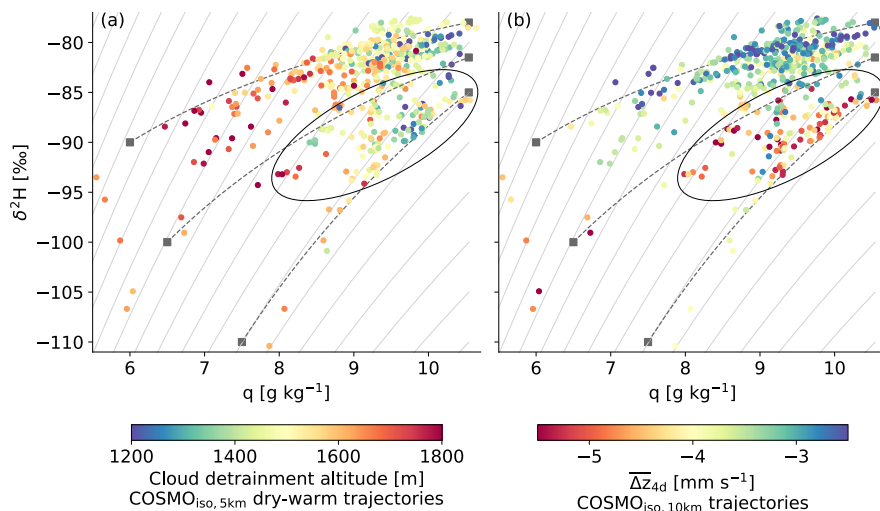 (a)
(b)
−80
−85
−90
−95
−100
−105
−110
δ²H [‰]
6 7 8 9 10
6 7 8 9 10
q [g kg⁻¹]
q [g kg⁻¹]
1200 1400 1600 1800
Cloud detrainment altitude [m]
COSMO_iso, 5km dry-warm trajectories
−5 −4 −3
Δz̅_4d [mm s⁻¹]
COSMO_iso, 10km trajectories